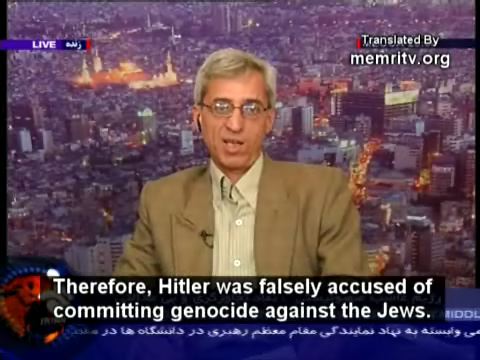 LIVE زنده
Translated By
memritv.org
Therefore, Hitler was falsely accused of
committing genocide against the Jews.
MIDDL
ی وابسته به نهاد نمایندگی مقام معظم رهبری در دانشگاه ها در م